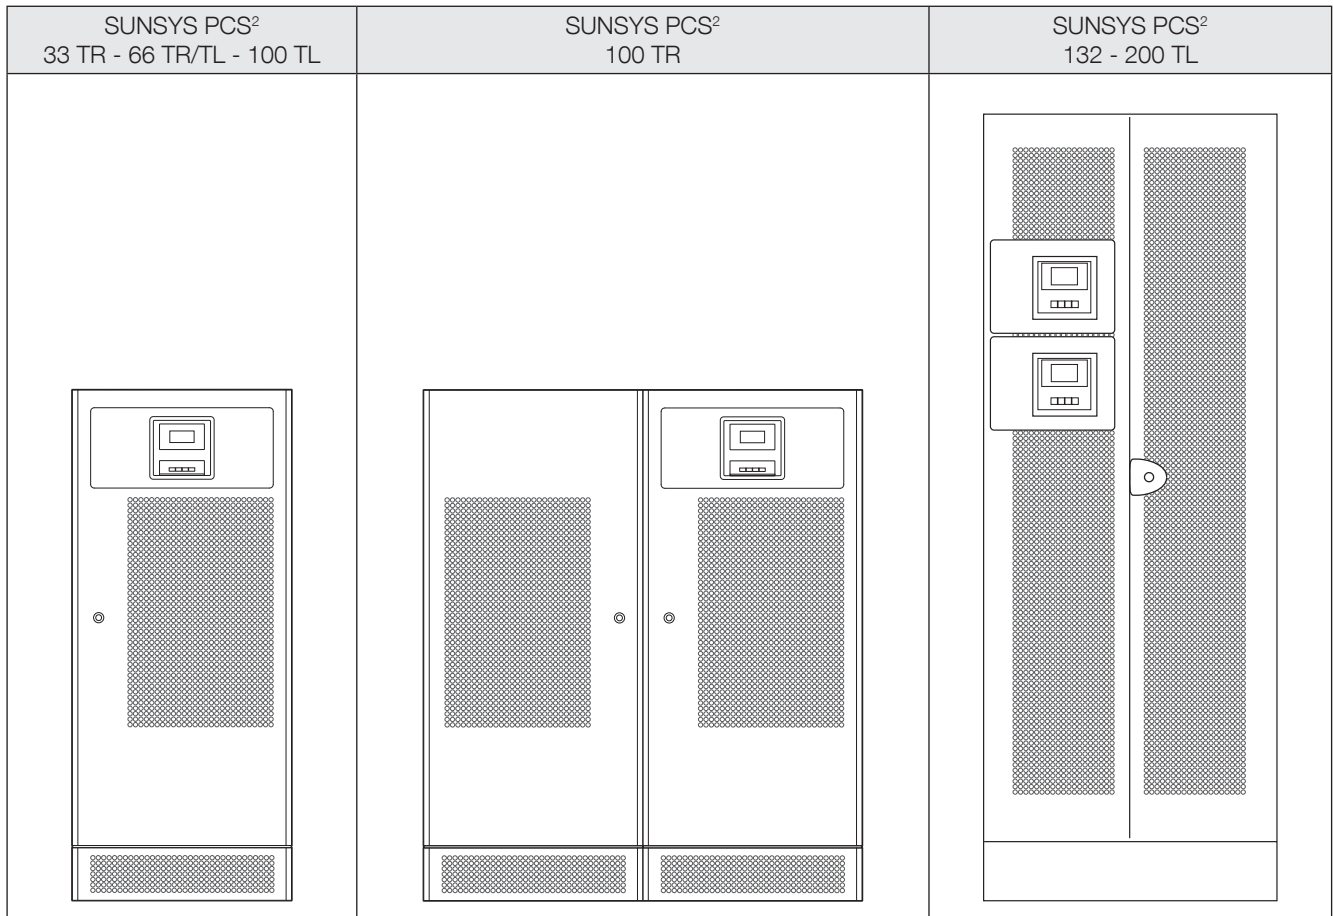 SUNSYS PCS²
33 TR - 66 TR/TL - 100 TL
SUNSYS PCS²
100 TR
SUNSYS PCS²
132 - 200 TL